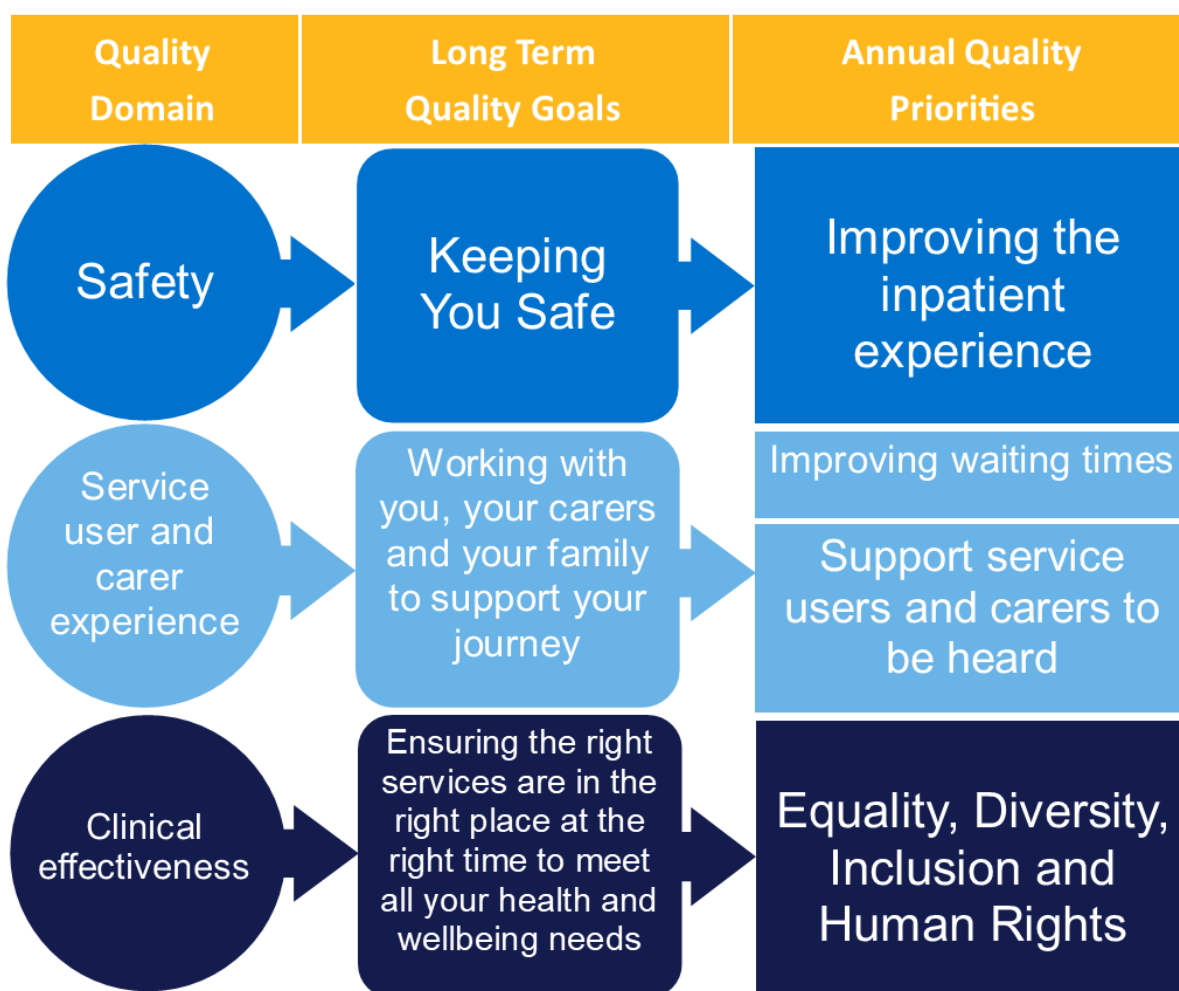 Quality
Domain
Long Term
Quality Goals
Annual Quality
Priorities
Safety
Keeping
You Safe
Improving the
inpatient
experience
Service
user and
carer
experience
Working with
you, your carers
and your family
to support your
journey
Improving waiting times
Support service
users and carers to
be heard
Clinical
effectiveness
Ensuring the right
services are in the
right place at the
right time to meet
all your health and
wellbeing needs
Equality, Diversity,
Inclusion and
Human Rights